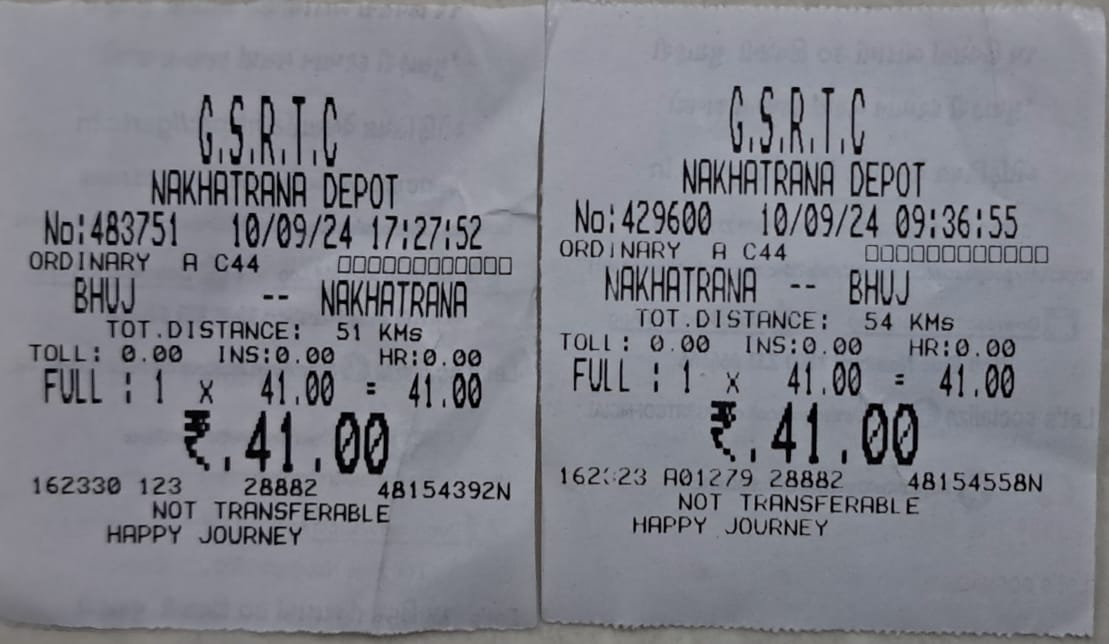 G.S.R.T.C
NAKHATRANA DEPOT
No:483751 10/09/24 17:27:52
ORDINARY A C44
BHUJ -- NAKHATRANA
TOT.DISTANCE: 51 KMs
TOLL: 0.00 INS:0.00 HR:0.00
FULL : 1 x 41.00 = 41.00
₹.41.00
162330 123 28882 48154392N
NOT TRANSFERABLE
HAPPY JOURNEY
G.S.R.T.C
NAKHATRANA DEPOT
No:429600 10/09/24 09:36:55
ORDINARY A C44
NAKHATRANA -- BHUJ
TOT.DISTANCE: 54 KMs
TOLL: 0.00 INS:0.00 HR:0.00
FULL : 1 x 41.00 = 41.00
₹.41.00
A01279 28882 48154558N
NOT TRANSFERABLE
HAPPY JOURNEY